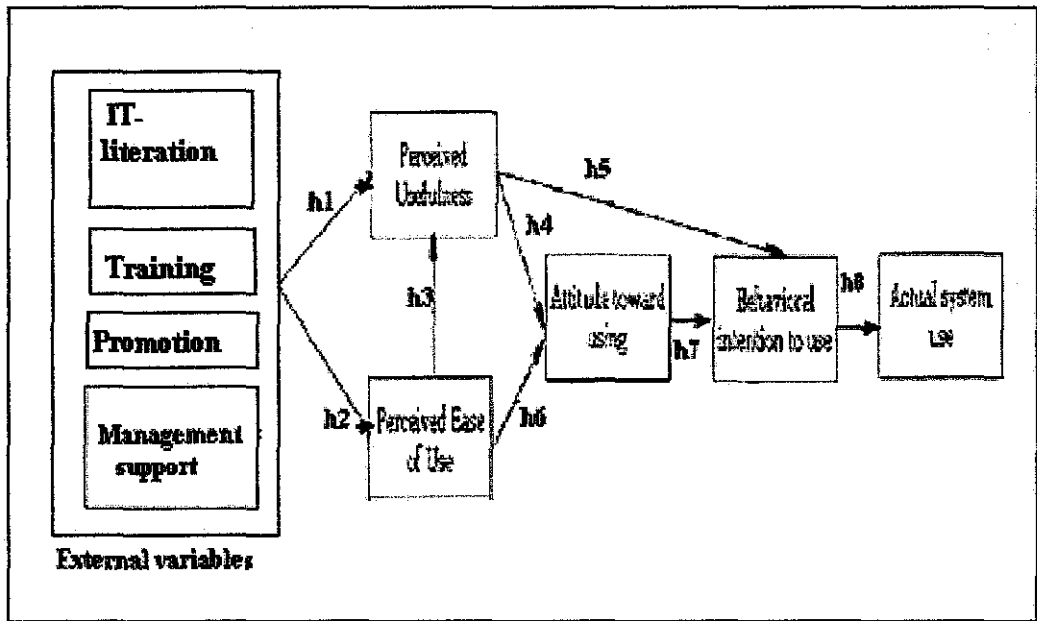 IT-
literation
Training
Promotion
Management
support
External variables
h1
h2
h3
Perceived
Usefulness
Perceived Ease
of Use
h4
h5
h6
Attitude toward
using
h7
Behavioral
intention to use
h8
Actual system
use